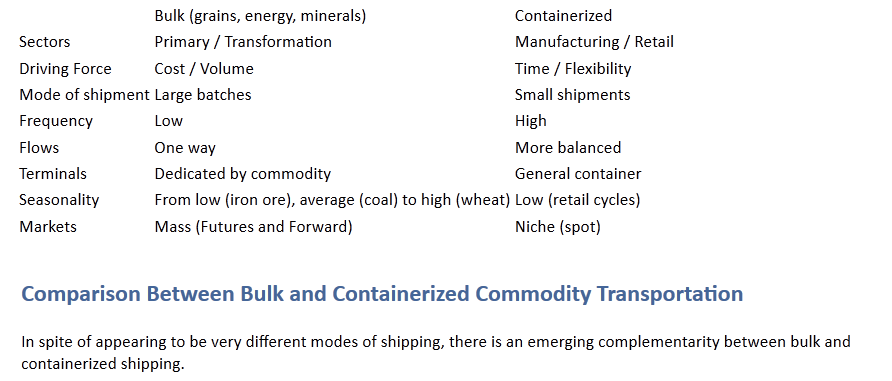 Bulk (grains, energy, minerals) Containerized
Sectors Primary / Transformation Manufacturing / Retail
Driving Force Cost / Volume Time / Flexibility
Mode of shipment Large batches Small shipments
Frequency Low High
Flows One way More balanced
Terminals Dedicated by commodity General container
Seasonality From low (iron ore), average (coal) to high (wheat) Low (retail cycles)
Markets Mass (Futures and Forward) Niche (spot)
Comparison Between Bulk and Containerized Commodity Transportation
In spite of appearing to be very different modes of shipping, there is an emerging complementarity between bulk and
containerized shipping.